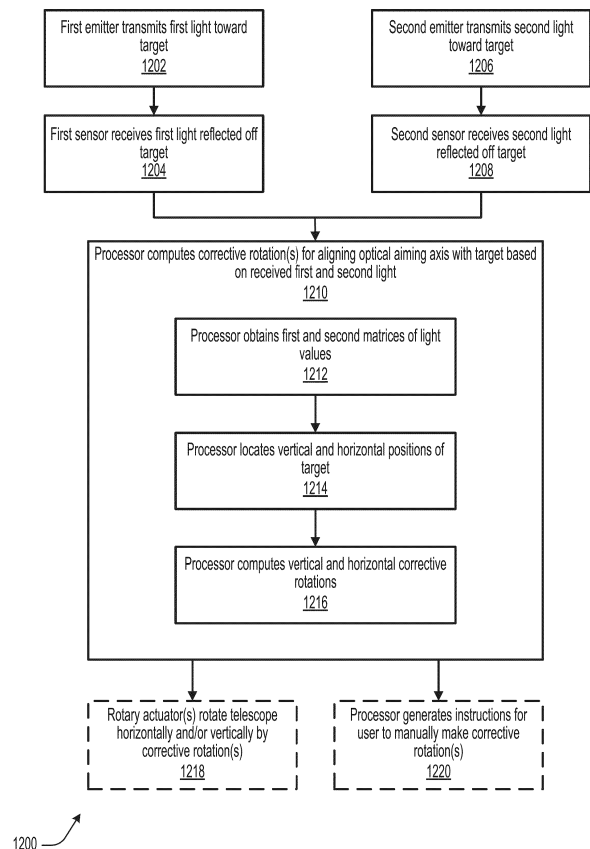 First emitter transmits first light toward
target
1202
Second emitter transmits second light
toward target
1206
First sensor receives first light reflected off
target
1204
Second sensor receives second light
reflected off target
1208
Processor computes corrective rotation(s) for aligning optical aiming axis with target based
on received first and second light
1210
Processor obtains first and second matrices of light
values
1212
Processor locates vertical and horizontal positions of
target
1214
Processor computes vertical and horizontal corrective
rotations
1216
Rotary actuator(s) rotate telescope
horizontally and/or vertically by
corrective rotation(s)
1218
Processor generates instructions for
user to manually make corrective
rotation(s)
1220
1200